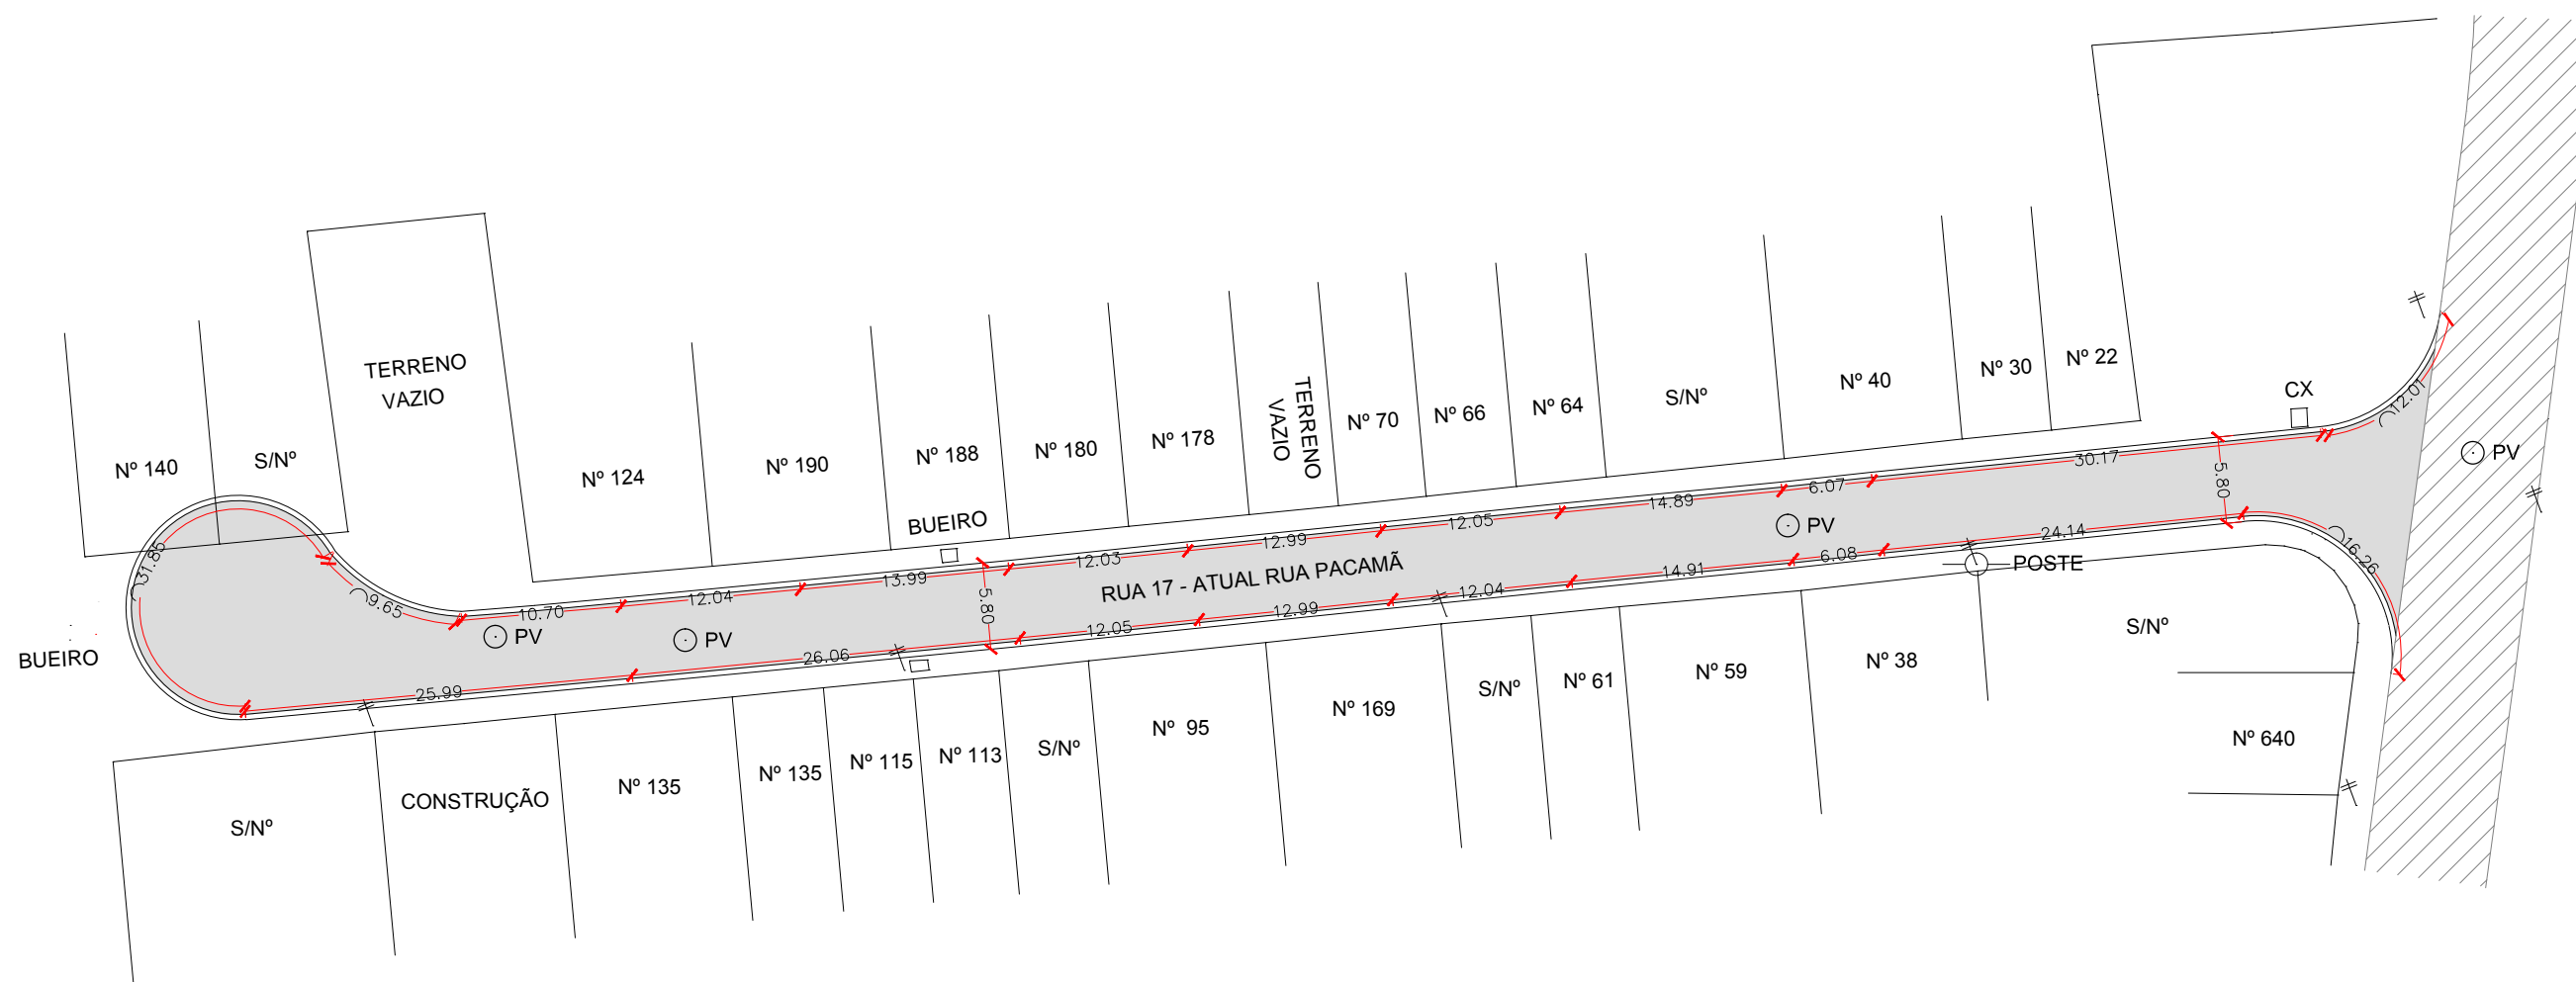 Nº 140
S/Nº
TERRENO
VAZIO
Nº 124
Nº 190
Nº 188
Nº 180
Nº 178
TERRENO
VAZIO
Nº 70
Nº 66
Nº 64
S/Nº
Nº 40
Nº 30
Nº 22
CX
BUEIRO
31.85
9.65
10.70
12.04
13.99
12.03
12.99
12.05
14.89
6.07
30.17
12.01
PV
PV
5.80
RUA 17 - ATUAL RUA PACAMÃ
PV
5.80
PV
BUEIRO
25.99
26.06
12.05
12.99
12.04
14.91
6.08
24.14
16.26
POSTE
S/Nº
CONSTRUÇÃO
Nº 135
Nº 135
Nº 115
Nº 113
S/Nº
Nº 95
Nº 169
S/Nº
Nº 61
Nº 59
Nº 38
S/Nº
Nº 640